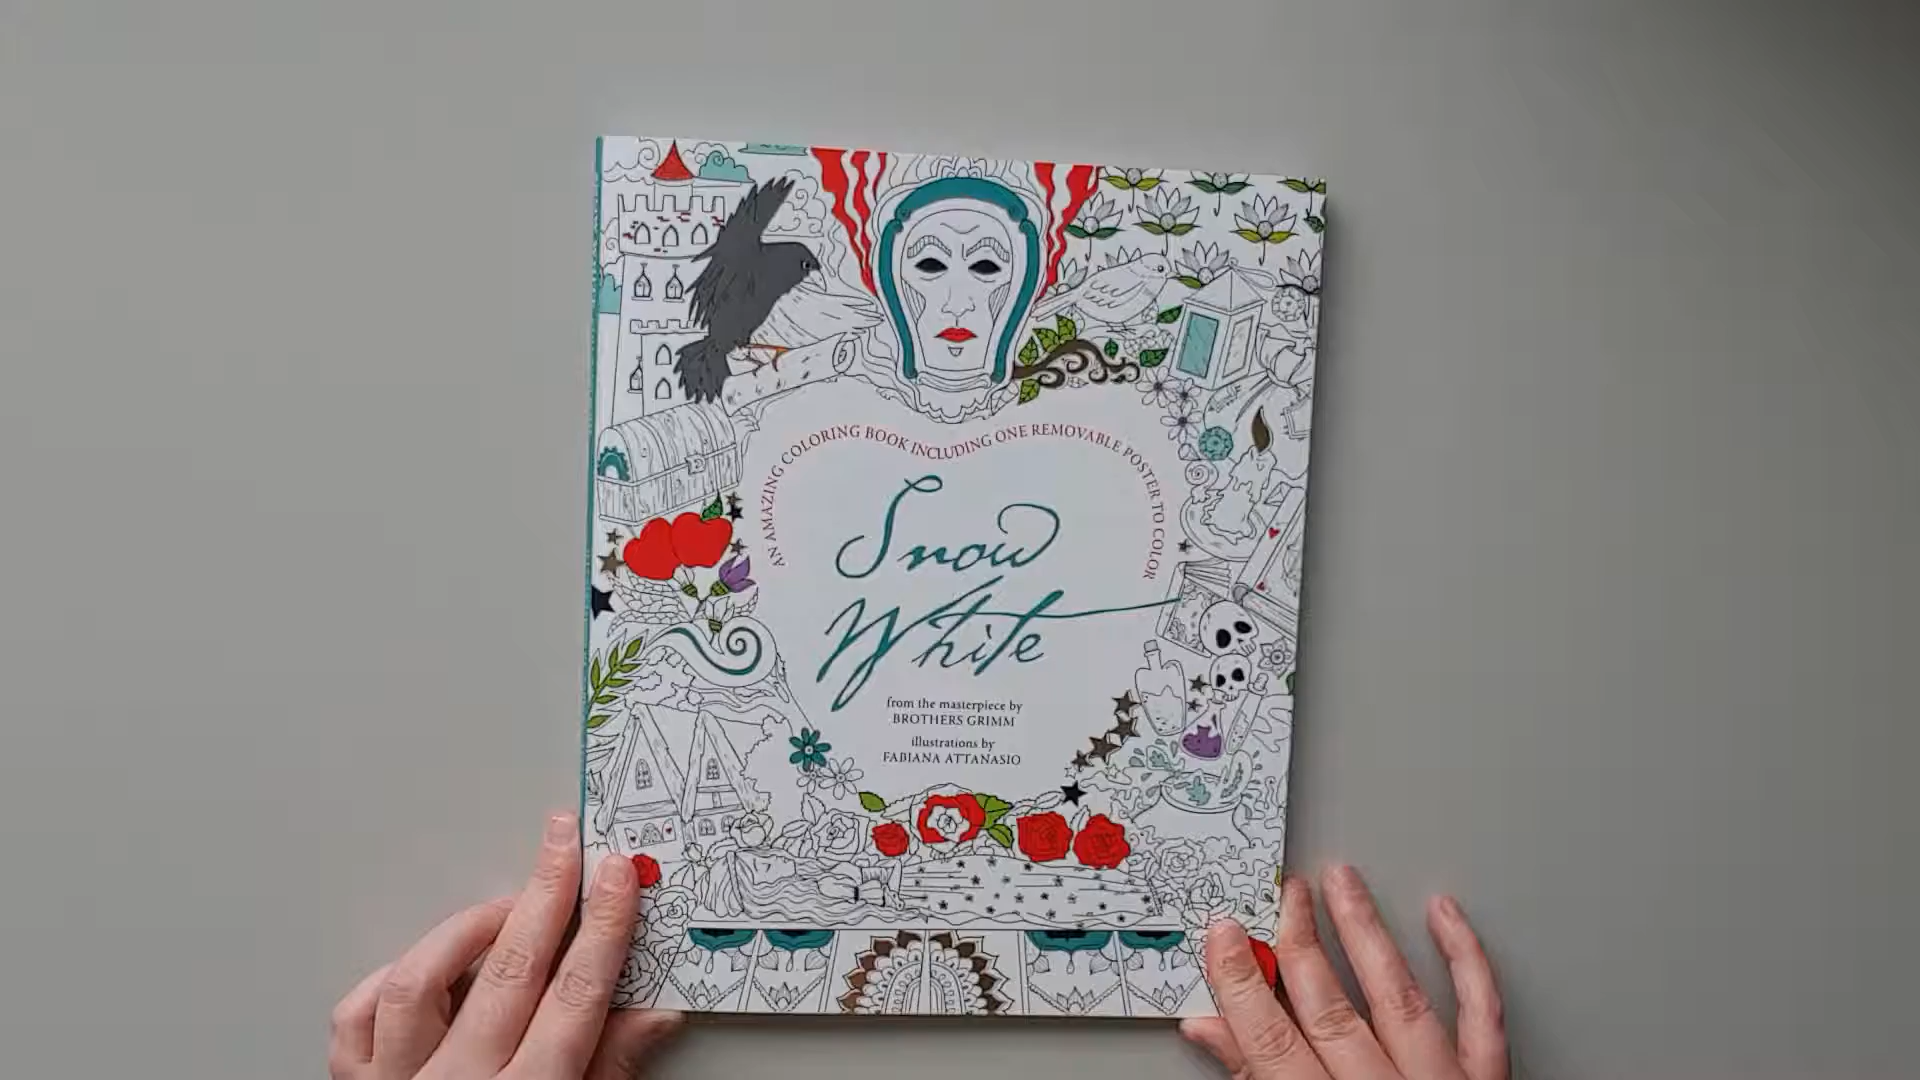 AN AMAZING COLORING BOOK INCLUDING ONE REMOVABLE POSTER TO COLOR
Snow
White
from the masterpiece by
BROTHERS GRIMM
illustrations by
FABIANA ATTANASIO